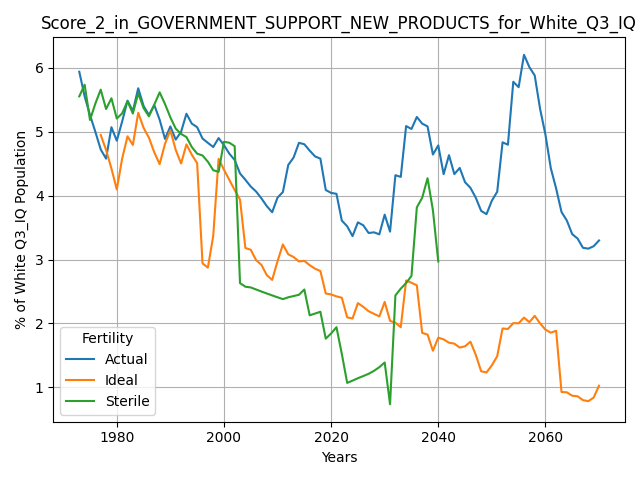 Score_2_in_GOVERNMENT_SUPPORT_NEW_PRODUCTS_for_White_Q3_IQ
% of White Q3_IQ Population
6
5
4
3
2
1
Fertility
Actual
Ideal
Sterile
1980 2000 2020 2040 2060
Years